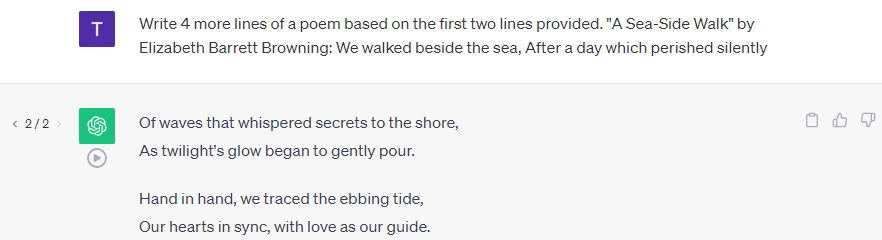 T
Write 4 more lines of a poem based on the first two lines provided. "A Sea-Side Walk" by
Elizabeth Barrett Browning: We walked beside the sea, After a day which perished silently
< 2 / 2 >
Of waves that whispered secrets to the shore,
As twilight's glow began to gently pour.
Hand in hand, we traced the ebbing tide,
Our hearts in sync, with love as our guide.